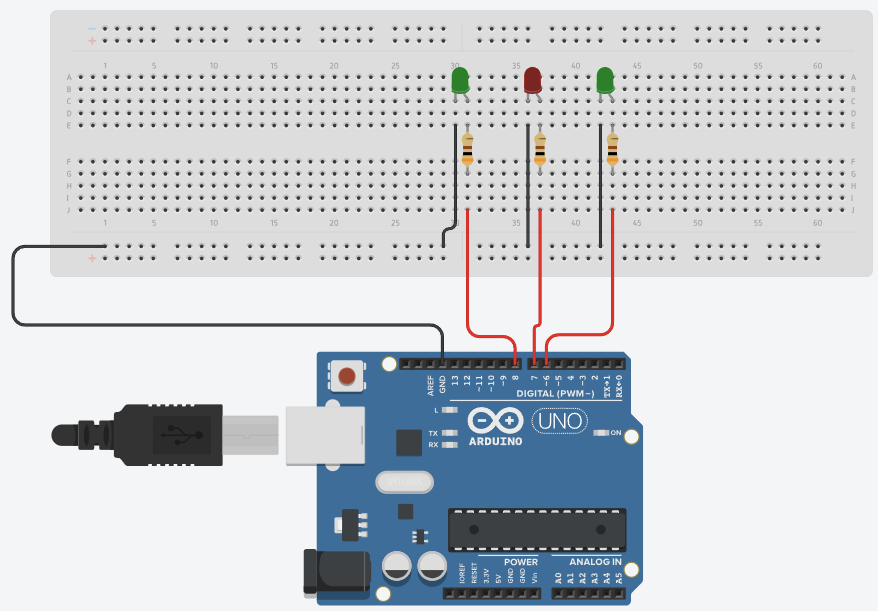 − −
+ +
1 5 10 15 20 25 30 35 40 45 50 55 60
A A
B B
C C
D D
E E
F F
G G
H H
I I
J J
1 5 10 15 20 25 30 35 40 45 50 55 60
+ +
AREF GND 13 12 ~11 ~10 ~9 8 7 ~6 ~5 4 ~3 2 TX→1 RX←0
DIGITAL (PWM~)
L
TX
RX
ARDUINO
UNO
ON
POWER ANALOG IN
IOREF RESET 3.3V 5V GND GND Vin A0 A1 A2 A3 A4 A5